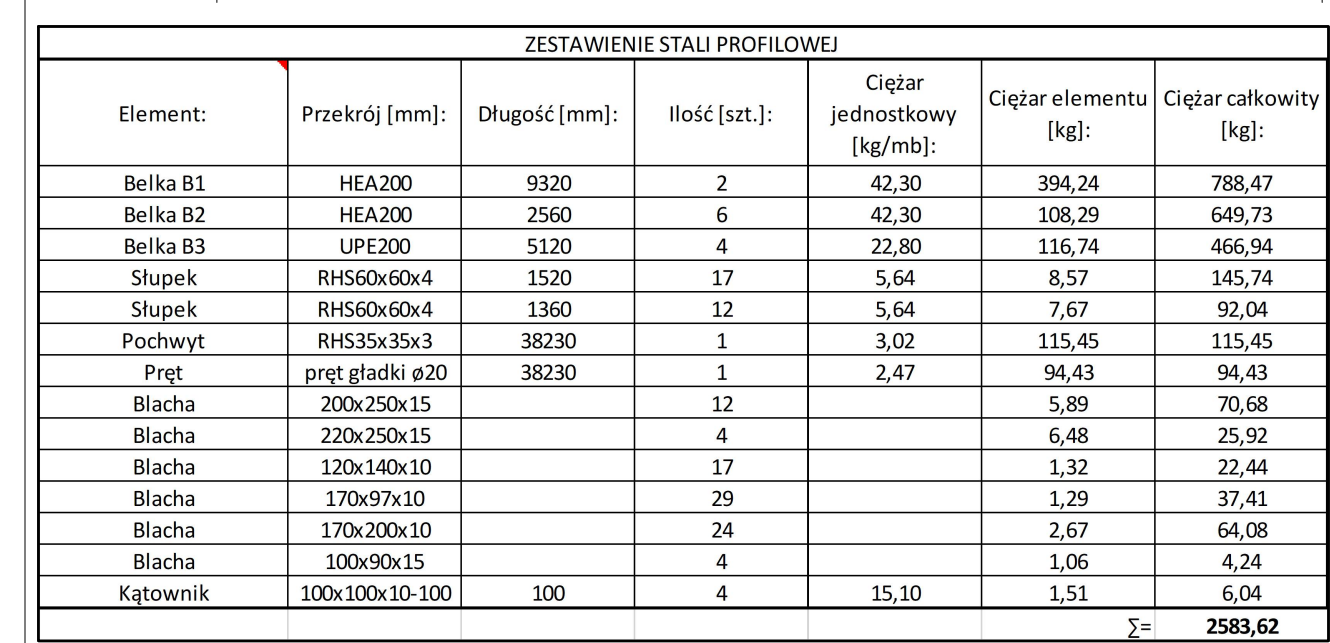 ZESTAWIENIE STALI PROFILOWEJ
Element: Przekrój [mm]: Długość [mm]: Ilość [szt.]: Ciężar jednostkowy [kg/mb]: Ciężar elementu [kg]: Ciężar całkowity [kg]:
Belka B1 HEA200 9320 2 42,30 394,24 788,47
Belka B2 HEA200 2560 6 42,30 108,29 649,73
Belka B3 UPE200 5120 4 22,80 116,74 466,94
Słupek RHS60x60x4 1520 17 5,64 8,57 145,74
Słupek RHS60x60x4 1360 12 5,64 7,67 92,04
Pochwyt RHS35x35x3 38230 1 3,02 115,45 115,45
Pręt pręt gładki ø20 38230 1 2,47 94,43 94,43
Blacha 200x250x15 12 5,89 70,68
Blacha 220x250x15 4 6,48 25,92
Blacha 120x140x10 17 1,32 22,44
Blacha 170x97x10 29 1,29 37,41
Blacha 170x200x10 24 2,67 64,08
Blacha 100x90x15 4 1,06 4,24
Kątownik 100x100x10-100 100 4 15,10 1,51 6,04
∑= 2583,62